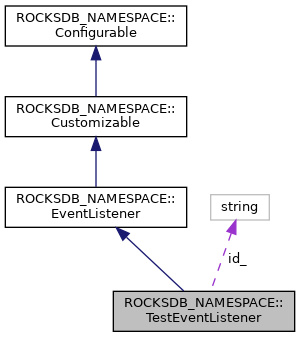 ROCKSDB_NAMESPACE::
Configurable
ROCKSDB_NAMESPACE::
Customizable
ROCKSDB_NAMESPACE::
EventListener
string
id_
ROCKSDB_NAMESPACE::
TestEventListener